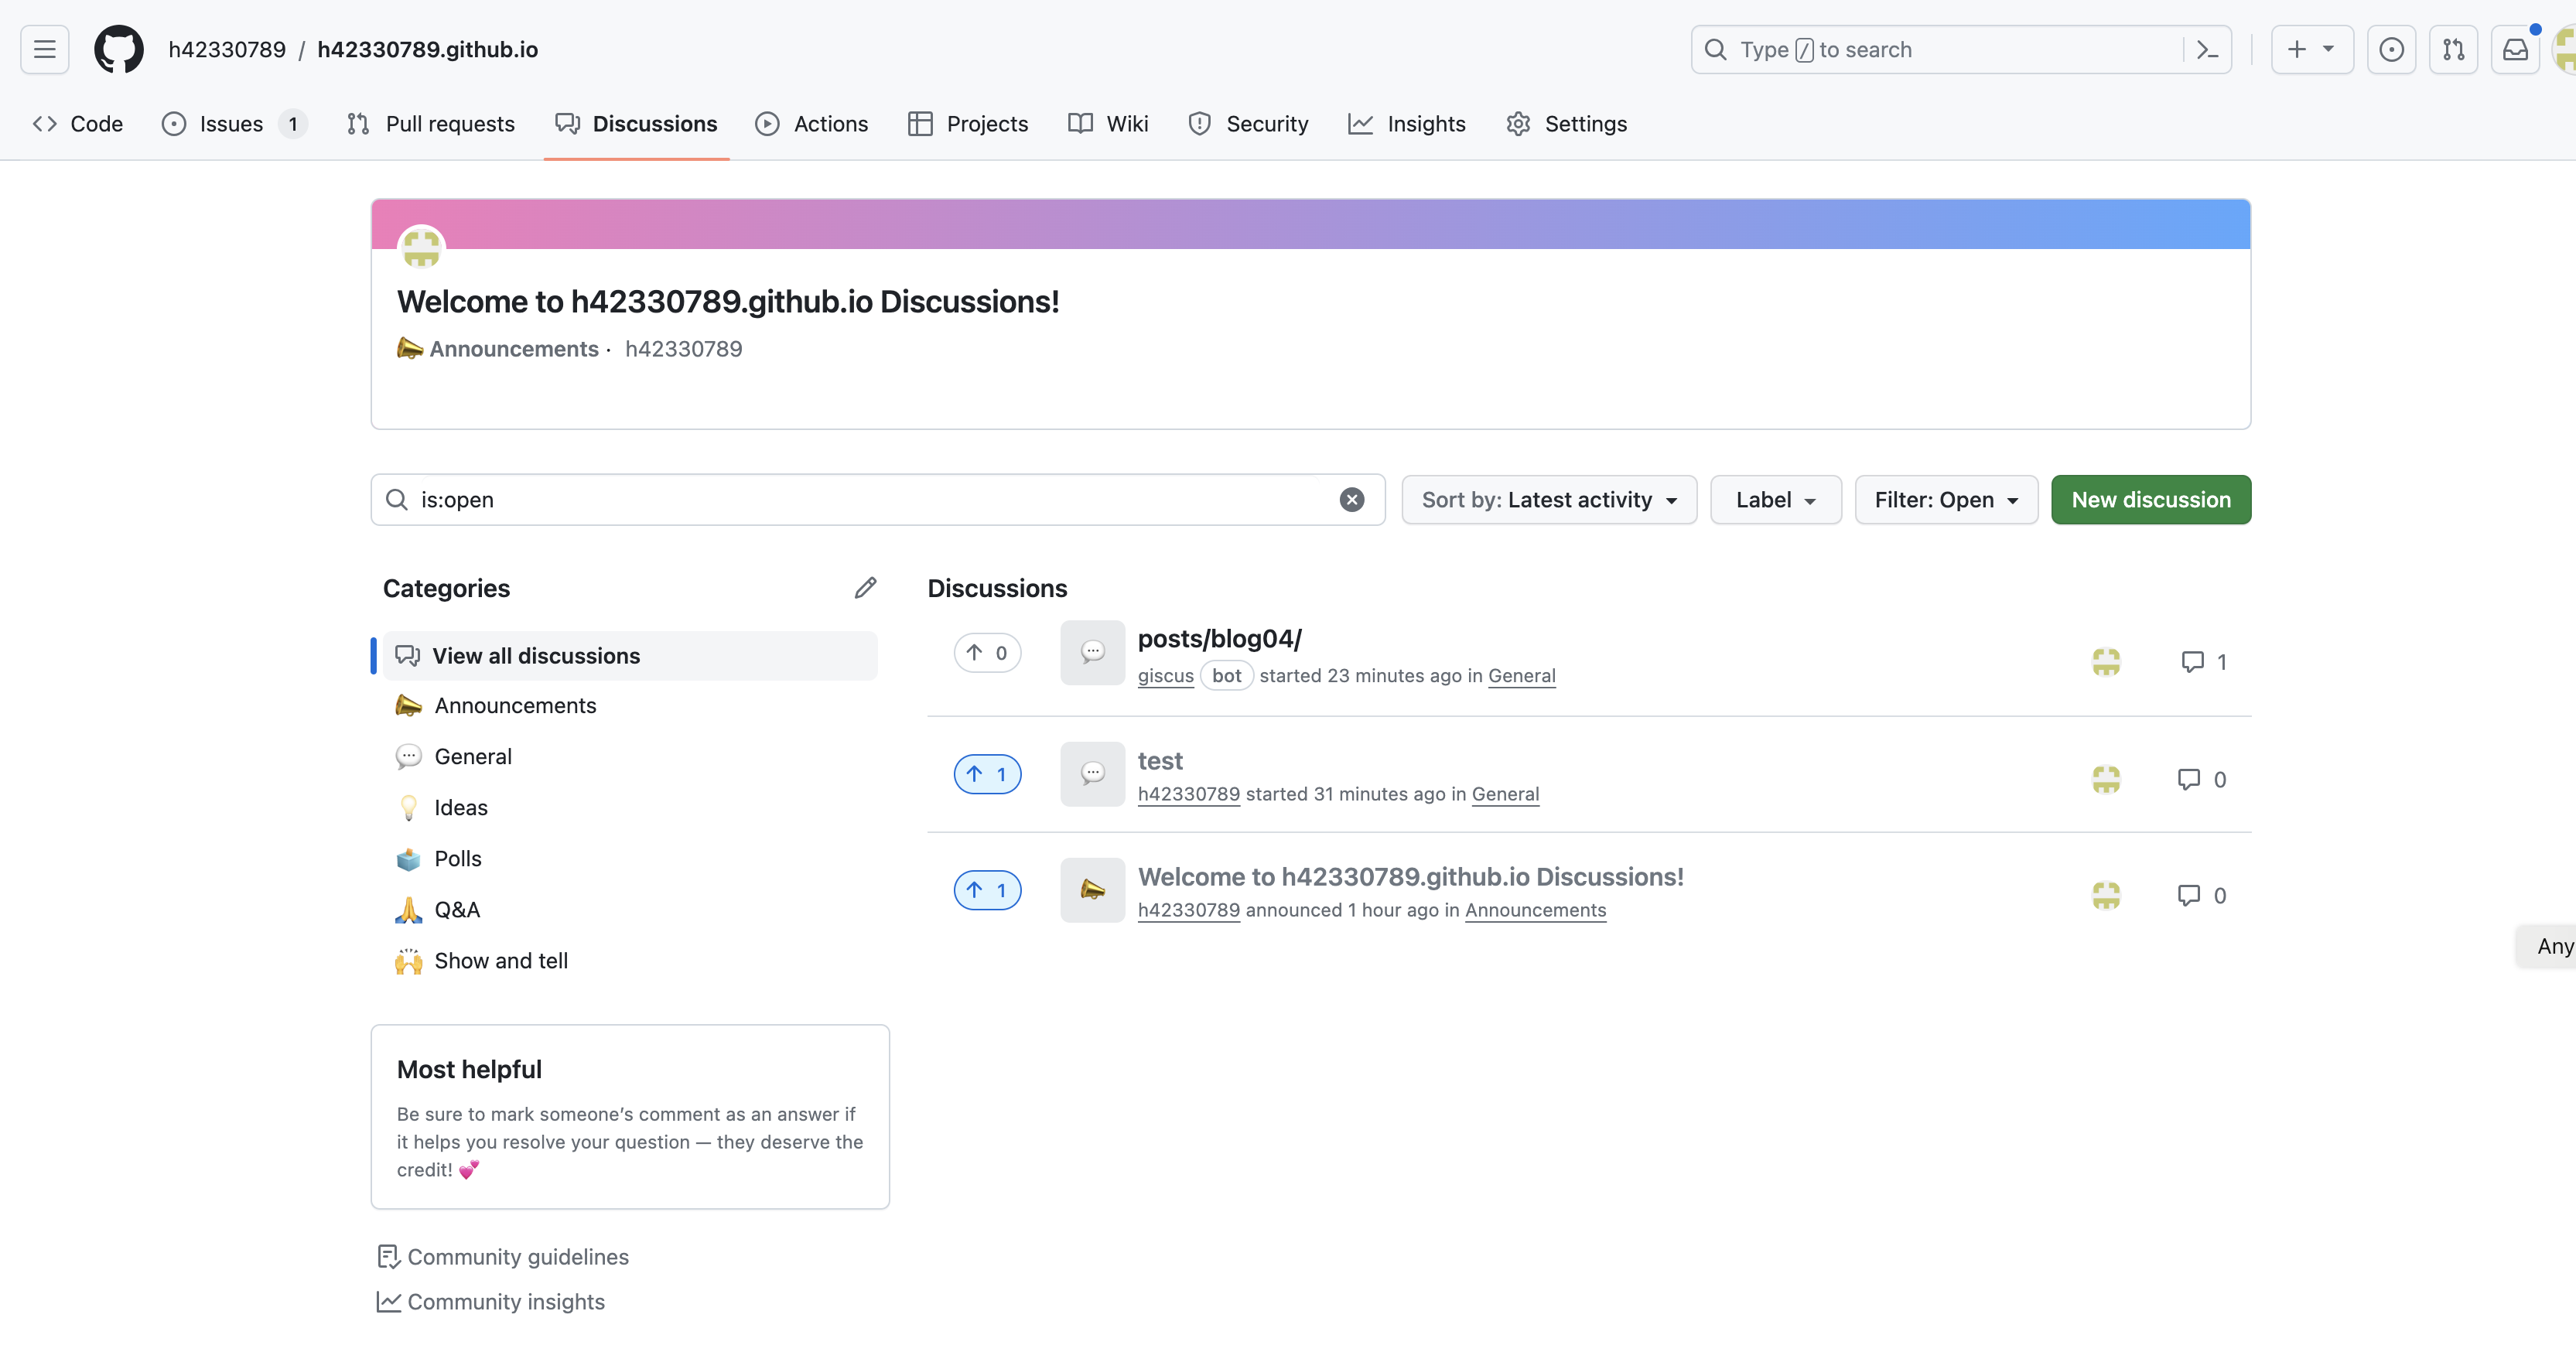 h42330789 / h42330789.github.io
Type / to search
Code
Issues 1
Pull requests
Discussions
Actions
Projects
Wiki
Security
Insights
Settings
Welcome to h42330789.github.io Discussions!
Announcements · h42330789
is:open
Sort by: Latest activity
Label
Filter: Open
New discussion
Categories
View all discussions
Announcements
General
Ideas
Polls
Q&A
Show and tell
Most helpful
Be sure to mark someone’s comment as an answer if
it helps you resolve your question — they deserve the
credit! 💕
Community guidelines
Community insights
Discussions
0
posts/blog04/
giscus bot started 23 minutes ago in General
1
1
test
h42330789 started 31 minutes ago in General
0
1
Welcome to h42330789.github.io Discussions!
h42330789 announced 1 hour ago in Announcements
0
Any